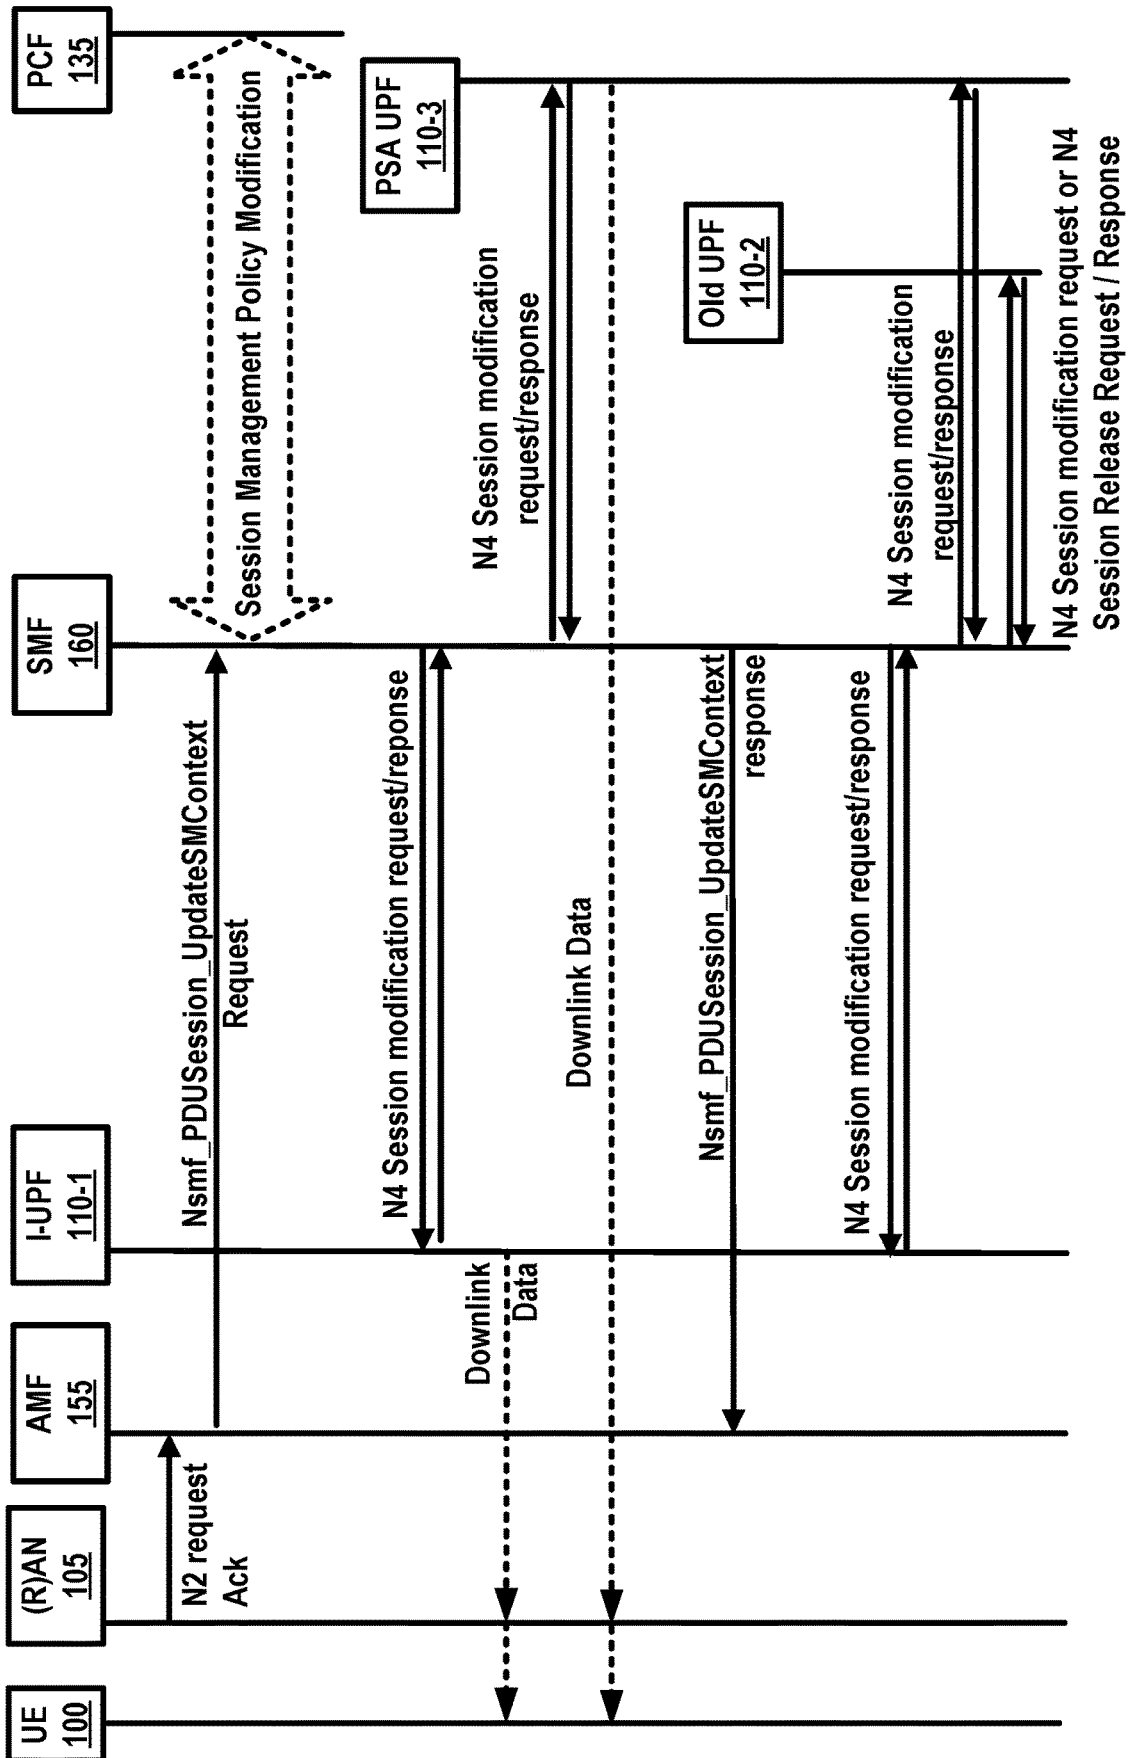 UE
100
(R)AN
105
AMF
155
I-UPF
110-1
SMF
160
PCF
135
PSA UPF
110-3
Old UPF
110-2
N2 request
Ack
Nsmf_PDUSession_UpdateSMContext
Request
Session Management Policy Modification
N4 Session modification request/reponse
Downlink
Data
N4 Session modification
request/response
Downlink Data
Nsmf_PDUSession_UpdateSMContext
response
N4 Session modification request/response
N4 Session modification
request/response
N4 Session modification request or N4
Session Release Request / Response